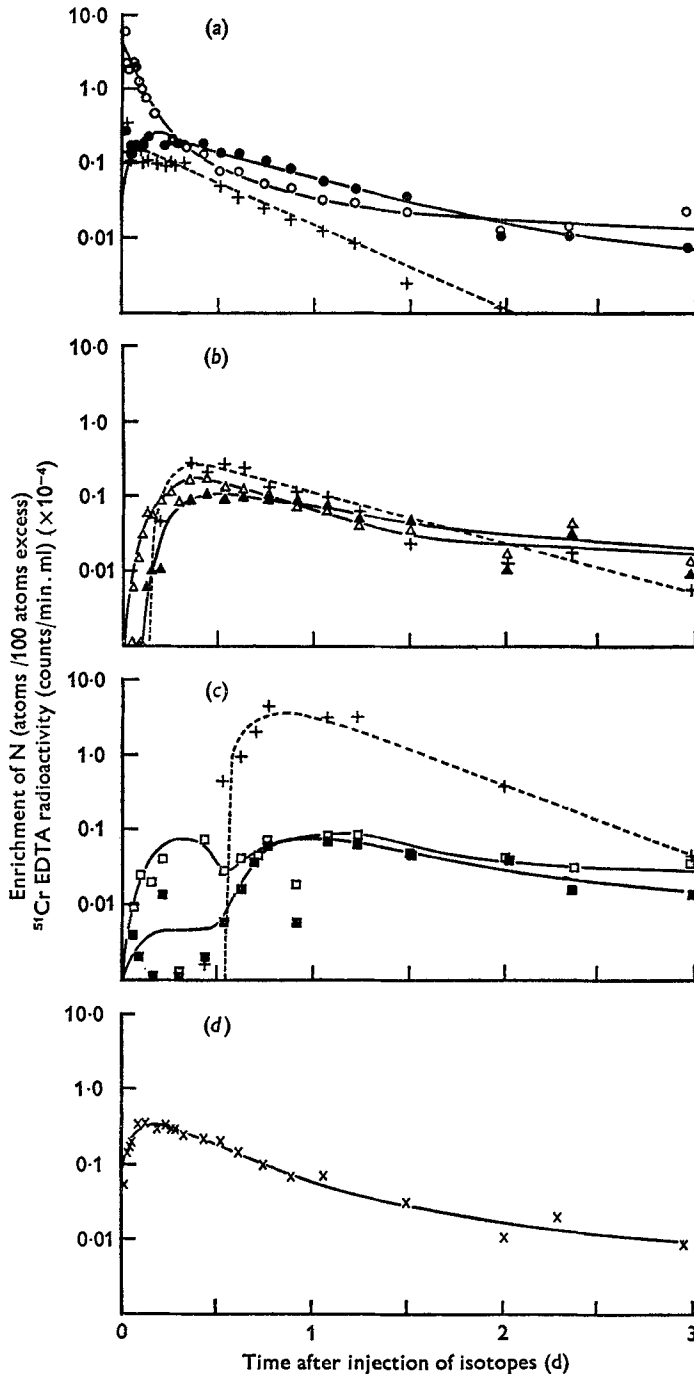 (a)
10·0
1·0
0·1
0·01
(b)
10·0
1·0
0·1
0·01
(c)
10·0
1·0
0·1
0·01
(d)
10·0
1·0
0·1
0·01
Enrichment of N (atoms /100 atoms excess)
⁵¹Cr EDTA radioactivity (counts/min. ml) (×10⁻⁴)
0 1 2 3
Time after injection of isotopes (d)